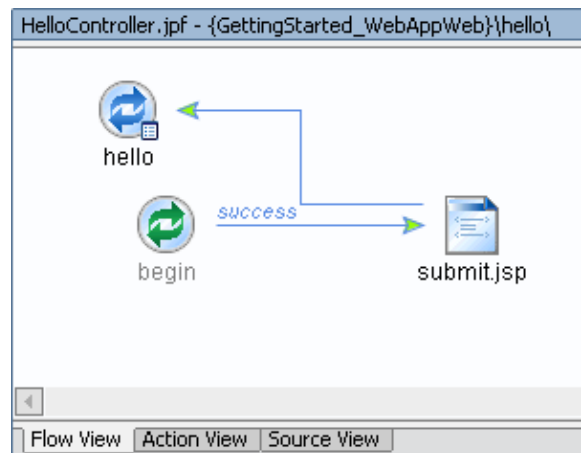 HelloController.jpf - {GettingStarted_WebAppWeb}\hello\
hello
success
begin
submit.jsp
Flow View Action View Source View